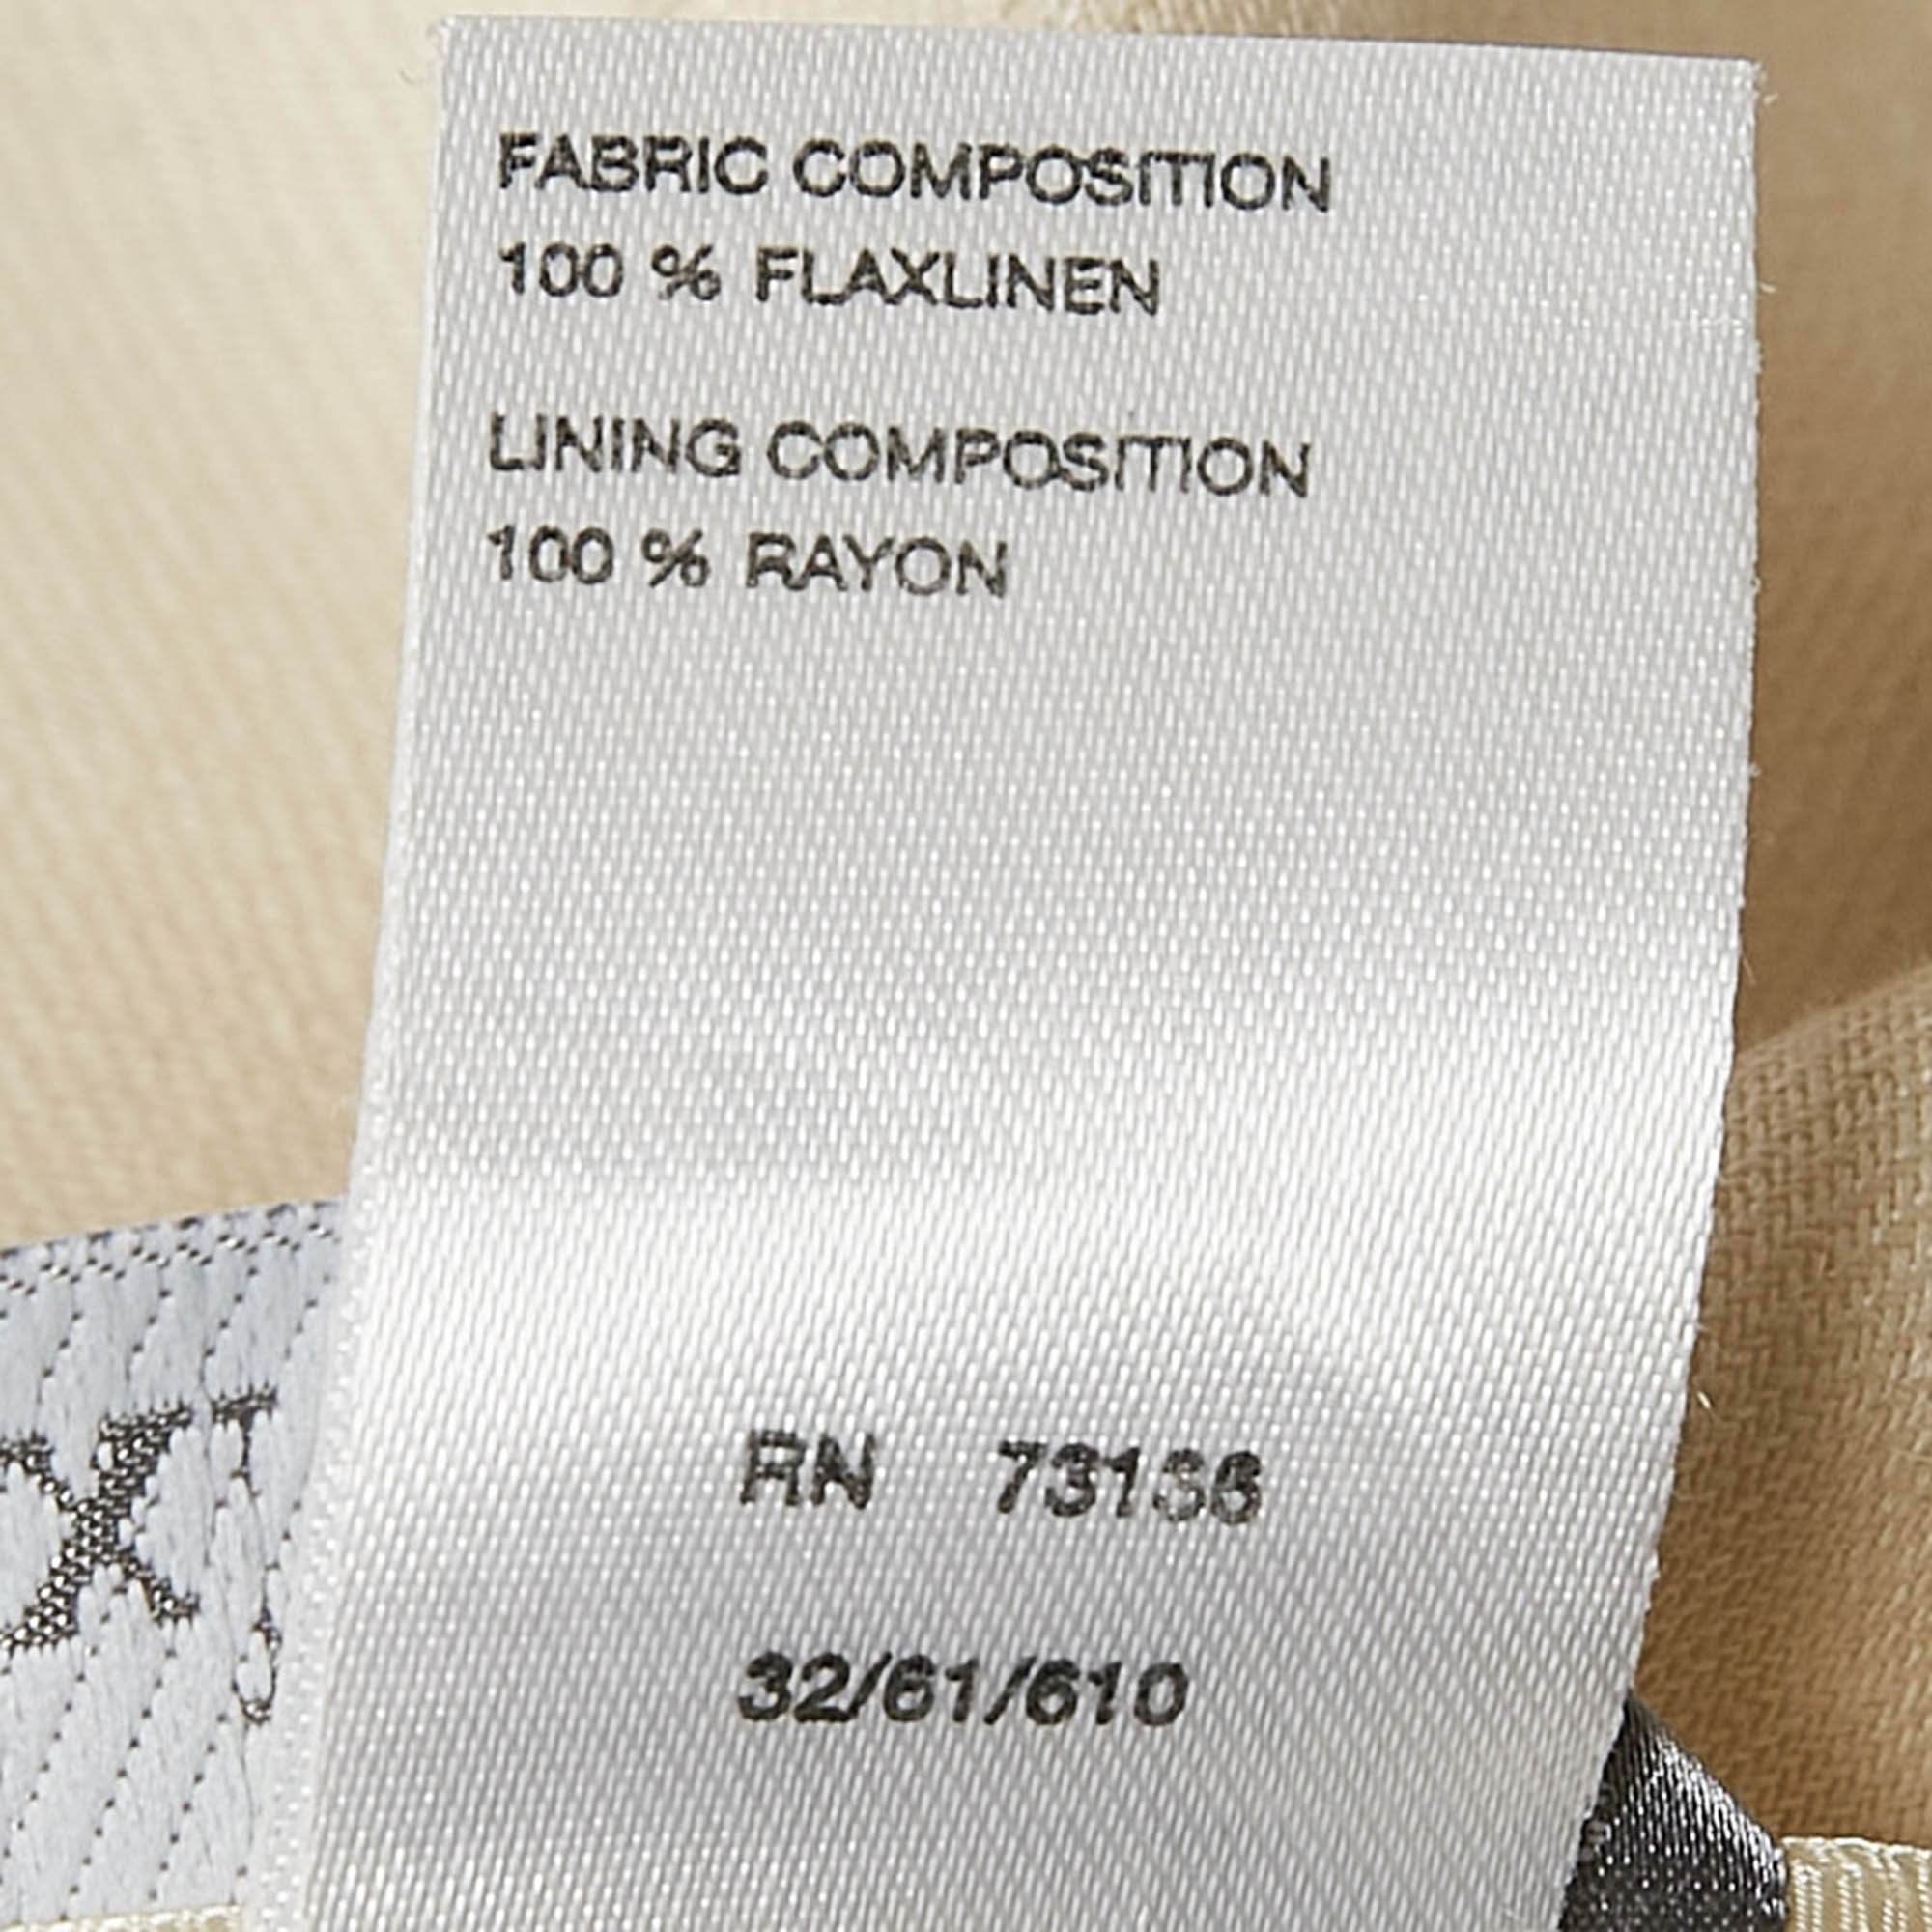 FABRIC COMPOSITION
100 % FLAXLINEN
LINING COMPOSITION
100 % RAYON
RN 73136
32/61/610